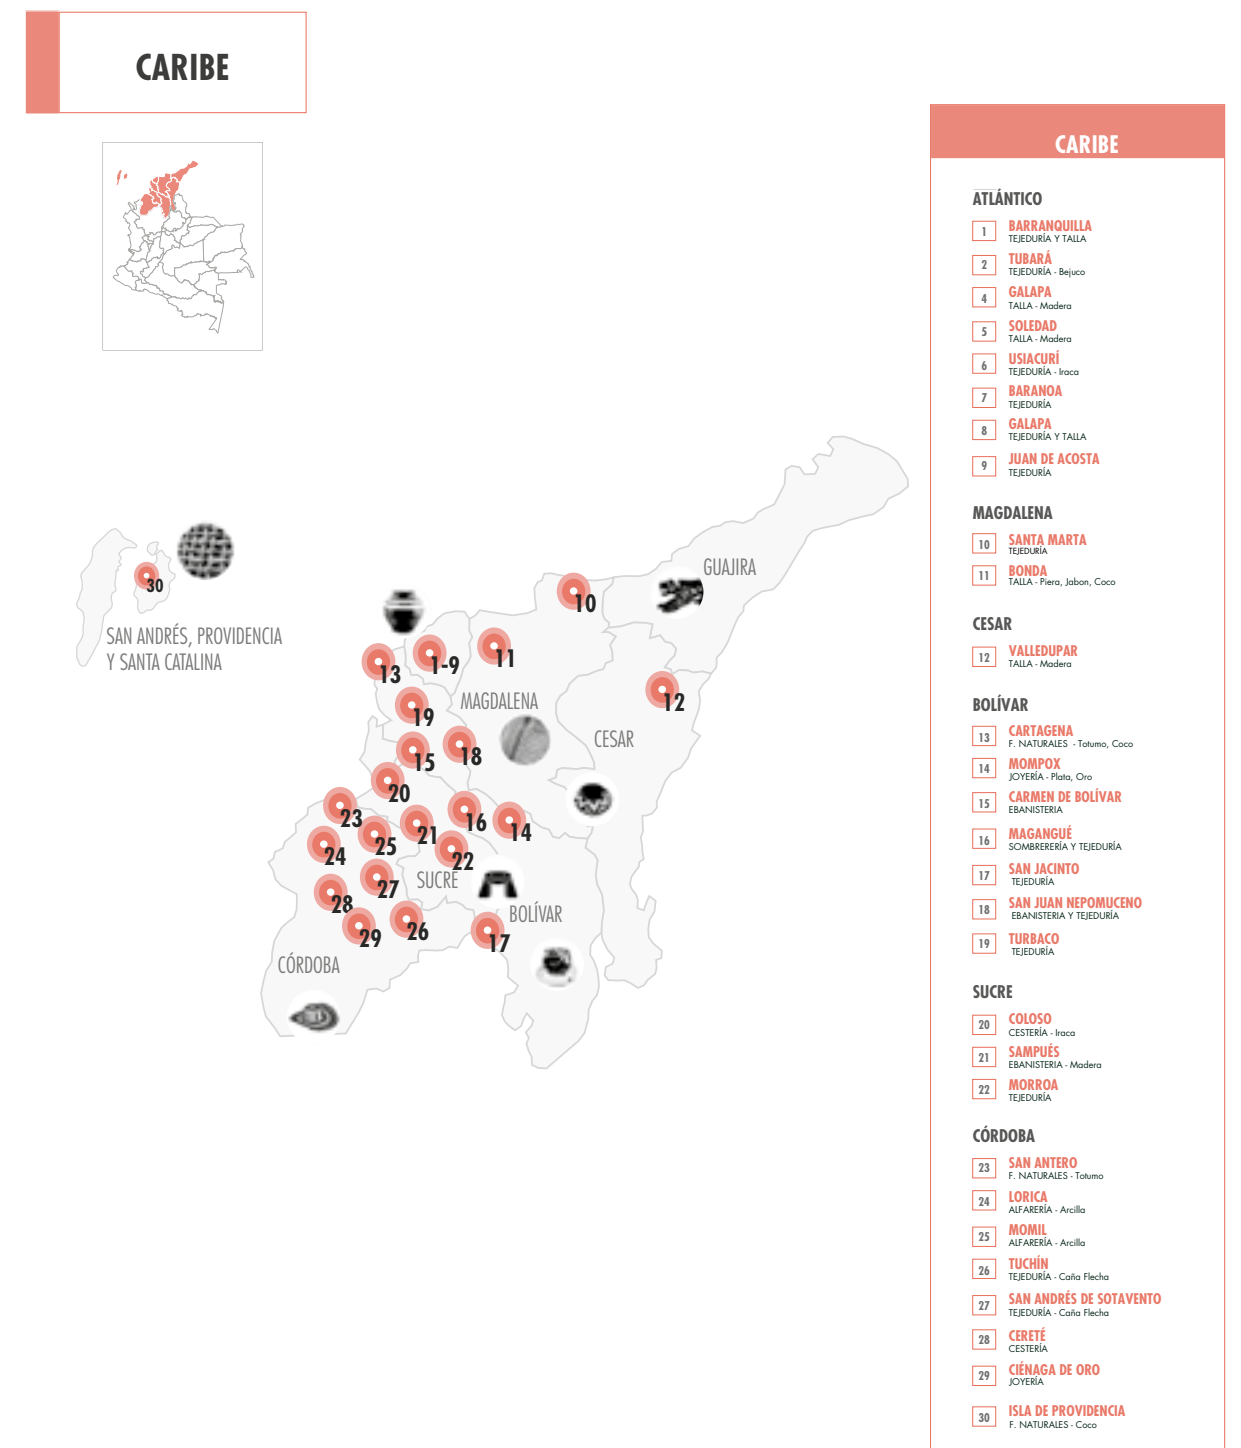 CARIBE
30
SAN ANDRÉS, PROVIDENCIA
Y SANTA CATALINA
GUAJIRA
10
13
1-9
11
12
MAGDALENA
19
CESAR
15
18
20
23
16
14
21
25
24
22
27
SUCRE
28
BOLÍVAR
29
26
17
CÓRDOBA
CARIBE
ATLÁNTICO
1
BARRANQUILLA
TEJEDURÍA Y TALLA
2
TUBARÁ
TEJEDURÍA - Bejuco
4
GALAPA
TALLA - Madera
5
SOLEDAD
TALLA - Madera
6
USIACURÍ
TEJEDURÍA - Iraca
7
BARANOA
TEJEDURÍA
8
GALAPA
TEJEDURÍA Y TALLA
9
JUAN DE ACOSTA
TEJEDURÍA
MAGDALENA
10
SANTA MARTA
TEJEDURÍA
11
BONDA
TALLA - Piera, Jabon, Coco
CESAR
12
VALLEDUPAR
TALLA - Madera
BOLÍVAR
13
CARTAGENA
F. NATURALES - Totumo, Coco
14
MOMPOX
JOYERÍA - Plata, Oro
15
CARMEN DE BOLÍVAR
EBANISTERIA
16
MAGANGUÉ
SOMBRERERÍA Y TEJEDURÍA
17
SAN JACINTO
TEJEDURÍA
18
SAN JUAN NEPOMUCENO
EBANISTERIA Y TEJEDURÍA
19
TURBACO
TEJEDURÍA
SUCRE
20
COLOSO
CESTERÍA - Iraca
21
SAMPUÉS
EBANISTERIA - Madera
22
MORROA
TEJEDURÍA
CÓRDOBA
23
SAN ANTERO
F. NATURALES - Totumo
24
LORICA
ALFARERÍA - Arcilla
25
MOMIL
ALFARERÍA - Arcilla
26
TUCHÍN
TEJEDURÍA - Caña Flecha
27
SAN ANDRÉS DE SOTAVENTO
TEJEDURÍA - Caña Flecha
28
CERETÉ
CESTERÍA
29
CIÉNAGA DE ORO
JOYERÍA
30
ISLA DE PROVIDENCIA
F. NATURALES - Coco